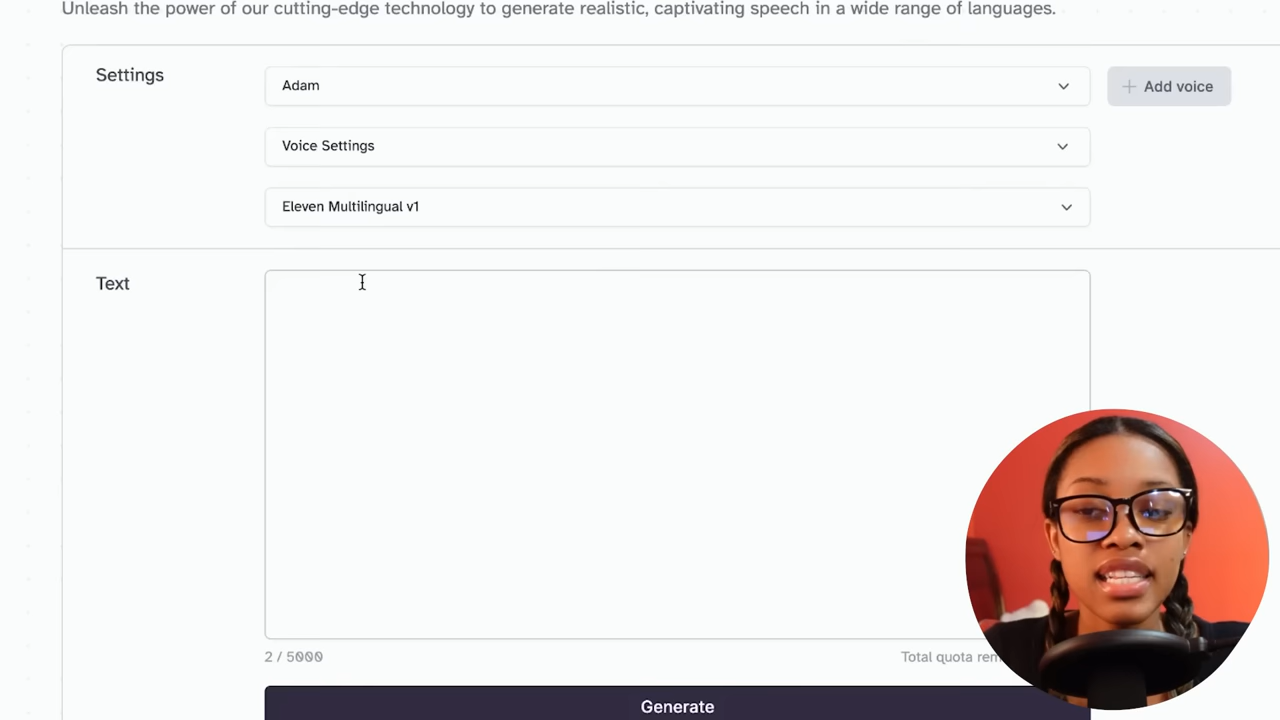 Unleash the power of our cutting-edge technology to generate realistic, captivating speech in a wide range of languages.
Settings
Adam
+ Add voice
Voice Settings
Eleven Multilingual v1
Text
2 / 5000
Total quota rem
Generate